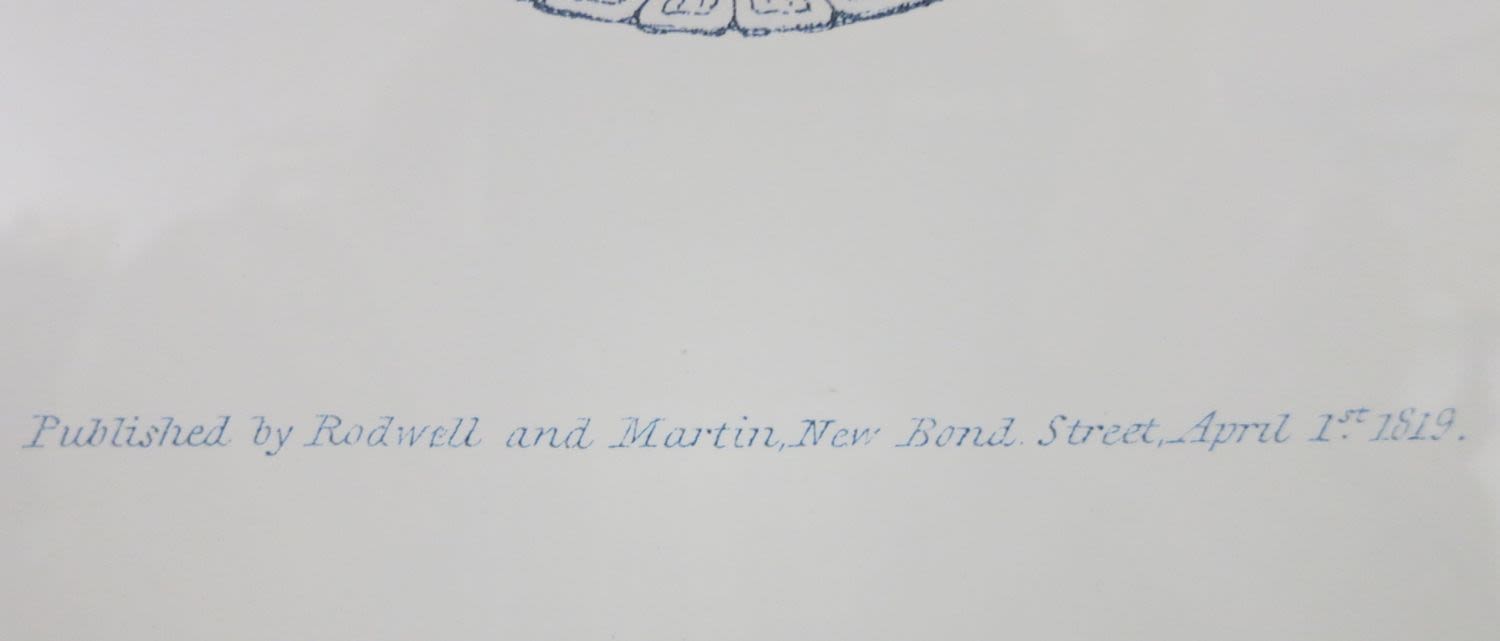 Published by Rodwell and Martin, New Bond Street, April 1st 1819.